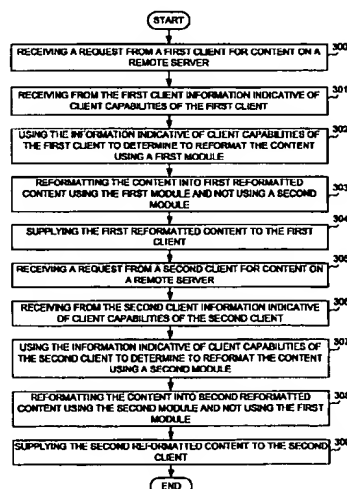 START
300
RECEIVING A REQUEST FROM A FIRST CLIENT FOR CONTENT ON A
REMOTE SERVER
301
RECEIVING FROM THE FIRST CLIENT INFORMATION INDICATIVE OF
CLIENT CAPABILITIES OF THE FIRST CLIENT
302
USING THE INFORMATION INDICATIVE OF CLIENT CAPABILITIES OF
THE FIRST CLIENT TO DETERMINE TO REFORMAT THE CONTENT
USING A FIRST MODULE
303
REFORMATTING THE CONTENT INTO FIRST REFORMATTED
CONTENT USING THE FIRST MODULE AND NOT USING A SECOND
MODULE
304
SUPPLYING THE FIRST REFORMATTED CONTENT TO THE FIRST
CLIENT
305
RECEIVING A REQUEST FROM A SECOND CLIENT FOR CONTENT ON
A REMOTE SERVER
306
RECEIVING FROM THE SECOND CLIENT INFORMATION INDICATIVE
OF CLIENT CAPABILITIES OF THE SECOND CLIENT
307
USING THE INFORMATION INDICATIVE OF CLIENT CAPABILITIES OF
THE SECOND CLIENT TO DETERMINE TO REFORMAT THE CONTENT
USING A SECOND MODULE
308
REFORMATTING THE CONTENT INTO SECOND REFORMATTED
CONTENT USING THE SECOND MODULE AND NOT USING THE FIRST
MODULE
309
SUPPLYING THE SECOND REFORMATTED CONTENT TO THE SECOND
CLIENT
END